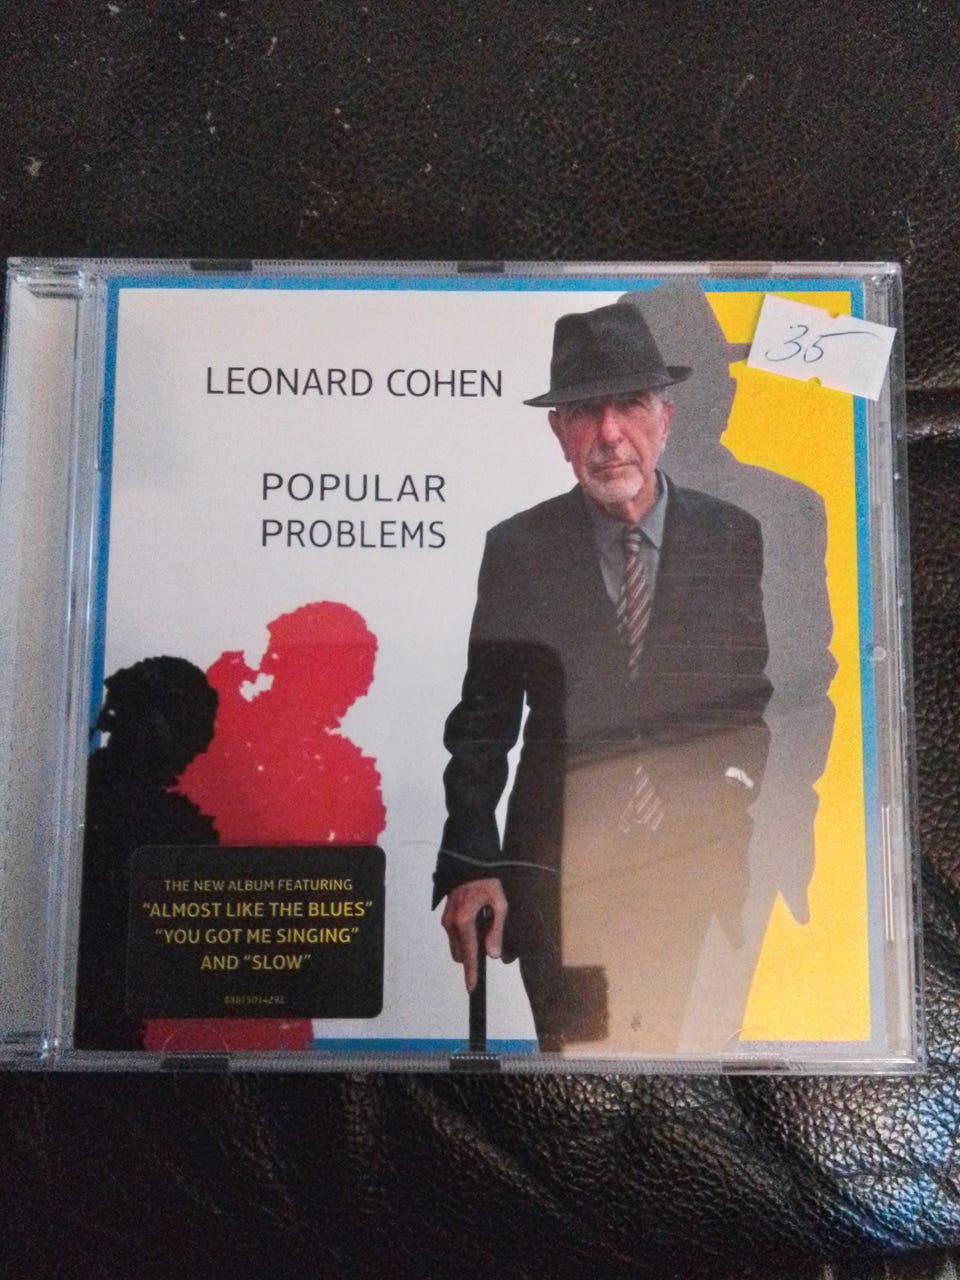 LEONARD COHEN
35
POPULAR
PROBLEMS
THE NEW ALBUM FEATURING
"ALMOST LIKE THE BLUES"
"YOU GOT ME SINGING"
AND "SLOW"